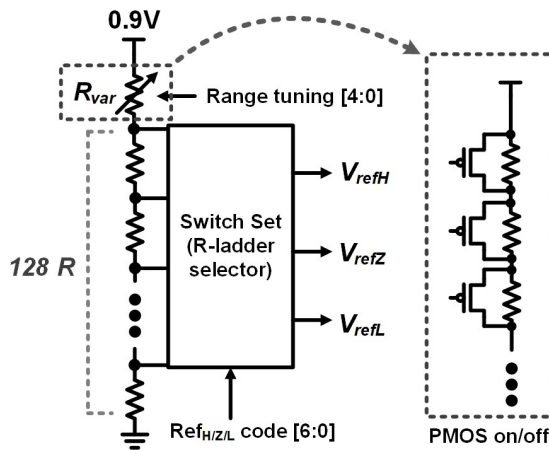 0.9V
Rvar
Range tuning [4:0]
128 R
Switch Set
(R-ladder
selector)
VrefH
VrefZ
VrefL
RefH/Z/L code [6:0]
PMOS on/off